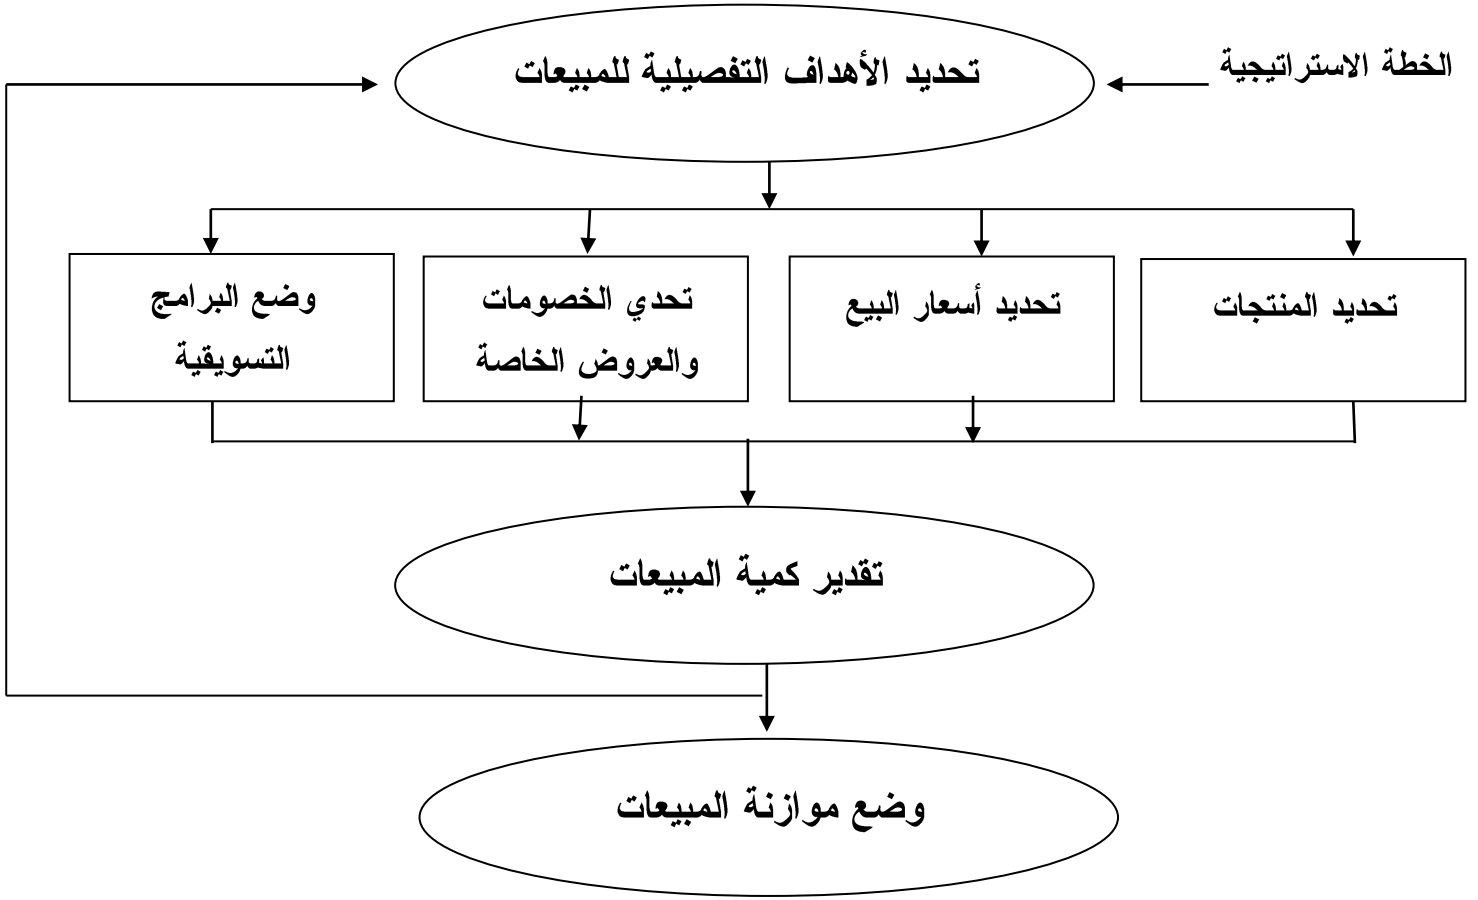 الخطة الاستراتيجية
تحديد الأهداف التفصيلية للمبيعات
تحديد المنتجات
تحديد أسعار البيع
تحدي الخصومات
والعروض الخاصة
وضع البرامج
التسويقية
تقدير كمية المبيعات
وضع موازنة المبيعات